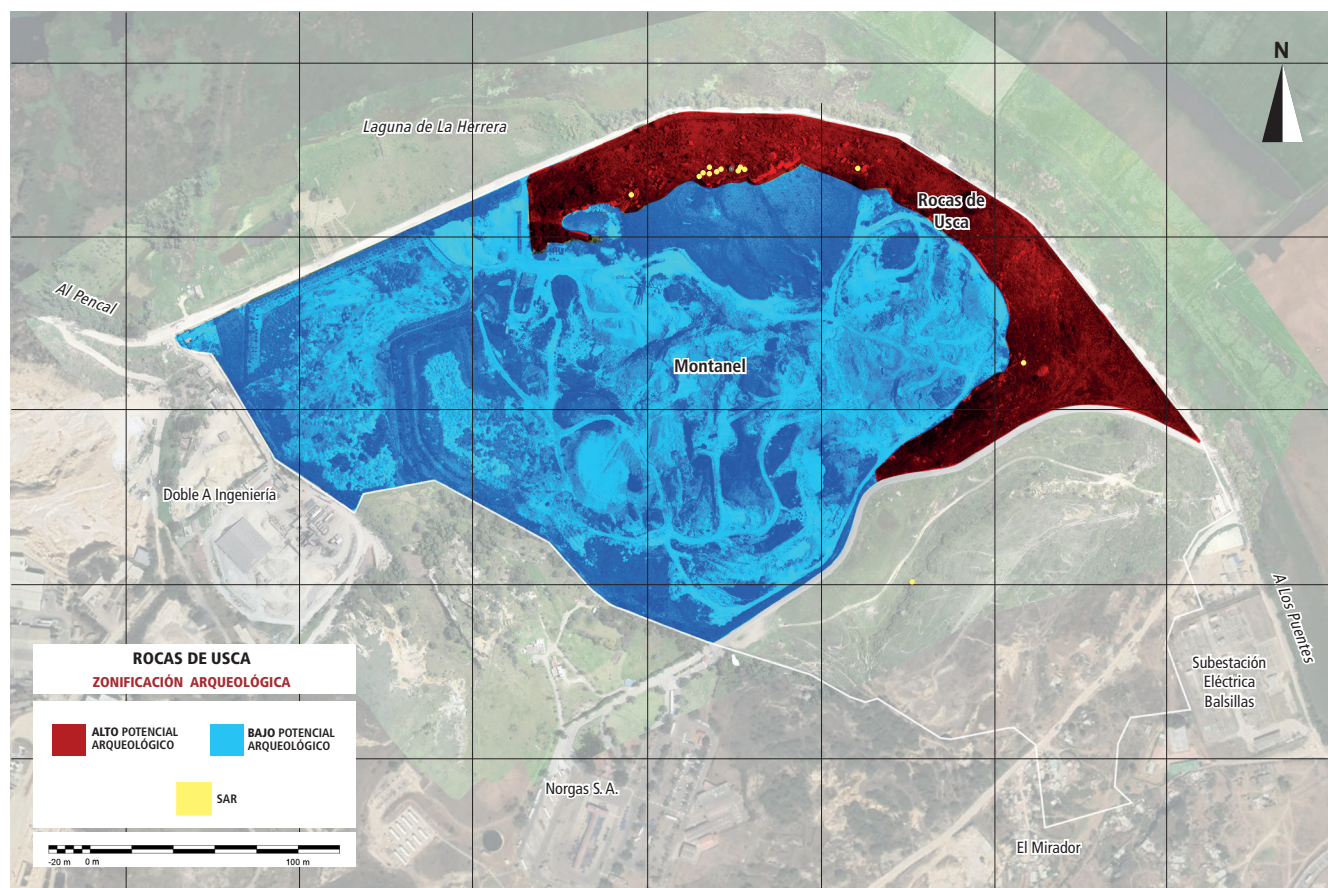 N
Laguna de La Herrera
Rocas de
Usca
Al Pencal
Montanel
Doble A Ingeniería
A Los Puentes
Subestación
Eléctrica
Balsillas
Norgas S. A.
El Mirador
ROCAS DE USCA
ZONIFICACIÓN ARQUEOLÓGICA
ALTO POTENCIAL
ARQUEOLÓGICO
BAJO POTENCIAL
ARQUEOLÓGICO
SAR
-20 m 0 m 100 m